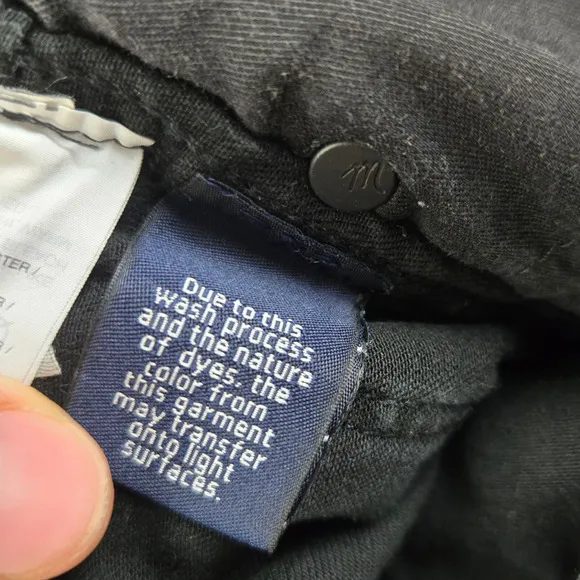 m
Due to this
wash process
and the nature
of dyes. the
color from
this garment
may transfer
onto light
surfaces.
TER/
R/